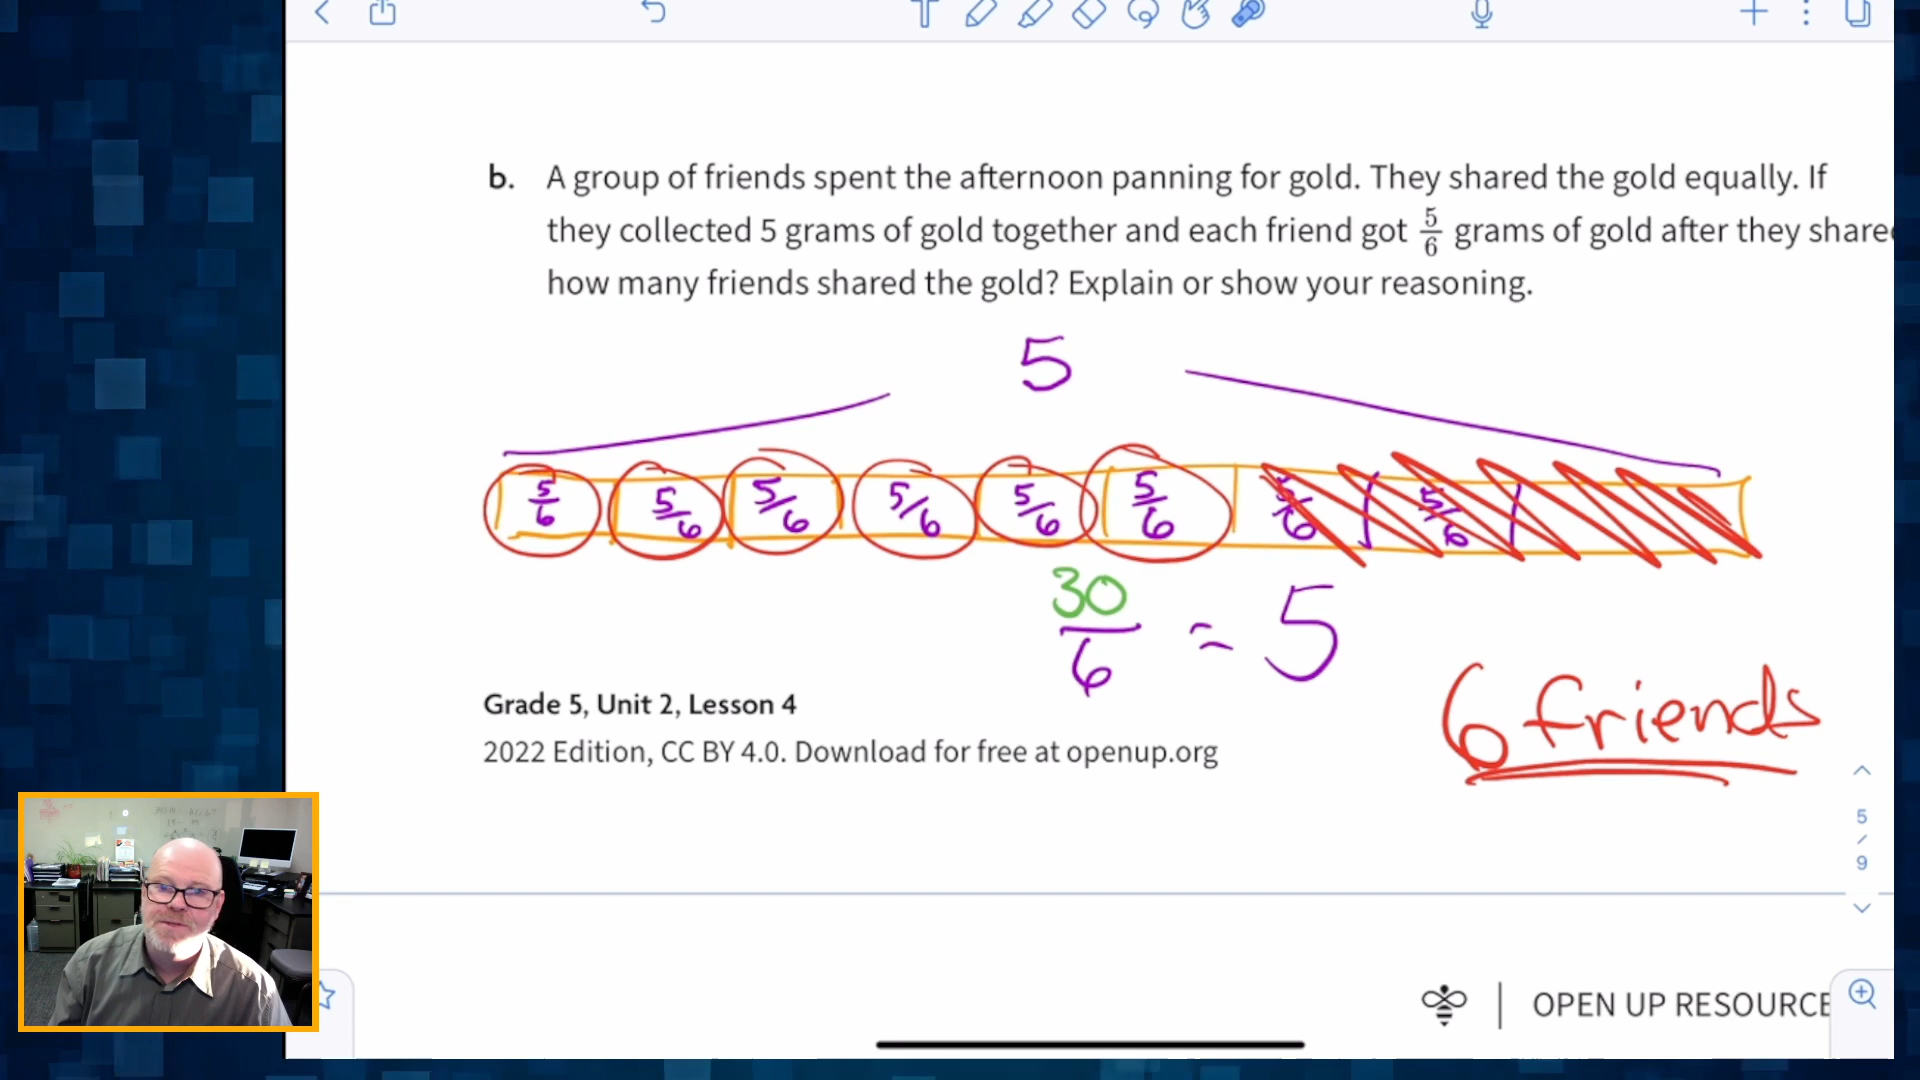 b. A group of friends spent the afternoon panning for gold. They shared the gold equally. If
they collected 5 grams of gold together and each friend got 5/6 grams of gold after they share
how many friends shared the gold? Explain or show your reasoning.
5
5/6 5/6 5/6 5/6 5/6 5/6 5/6 5/6
30/6 = 5
6 friends
Grade 5, Unit 2, Lesson 4
2022 Edition, CC BY 4.0. Download for free at openup.org
5
/
9
OPEN UP RESOURCE